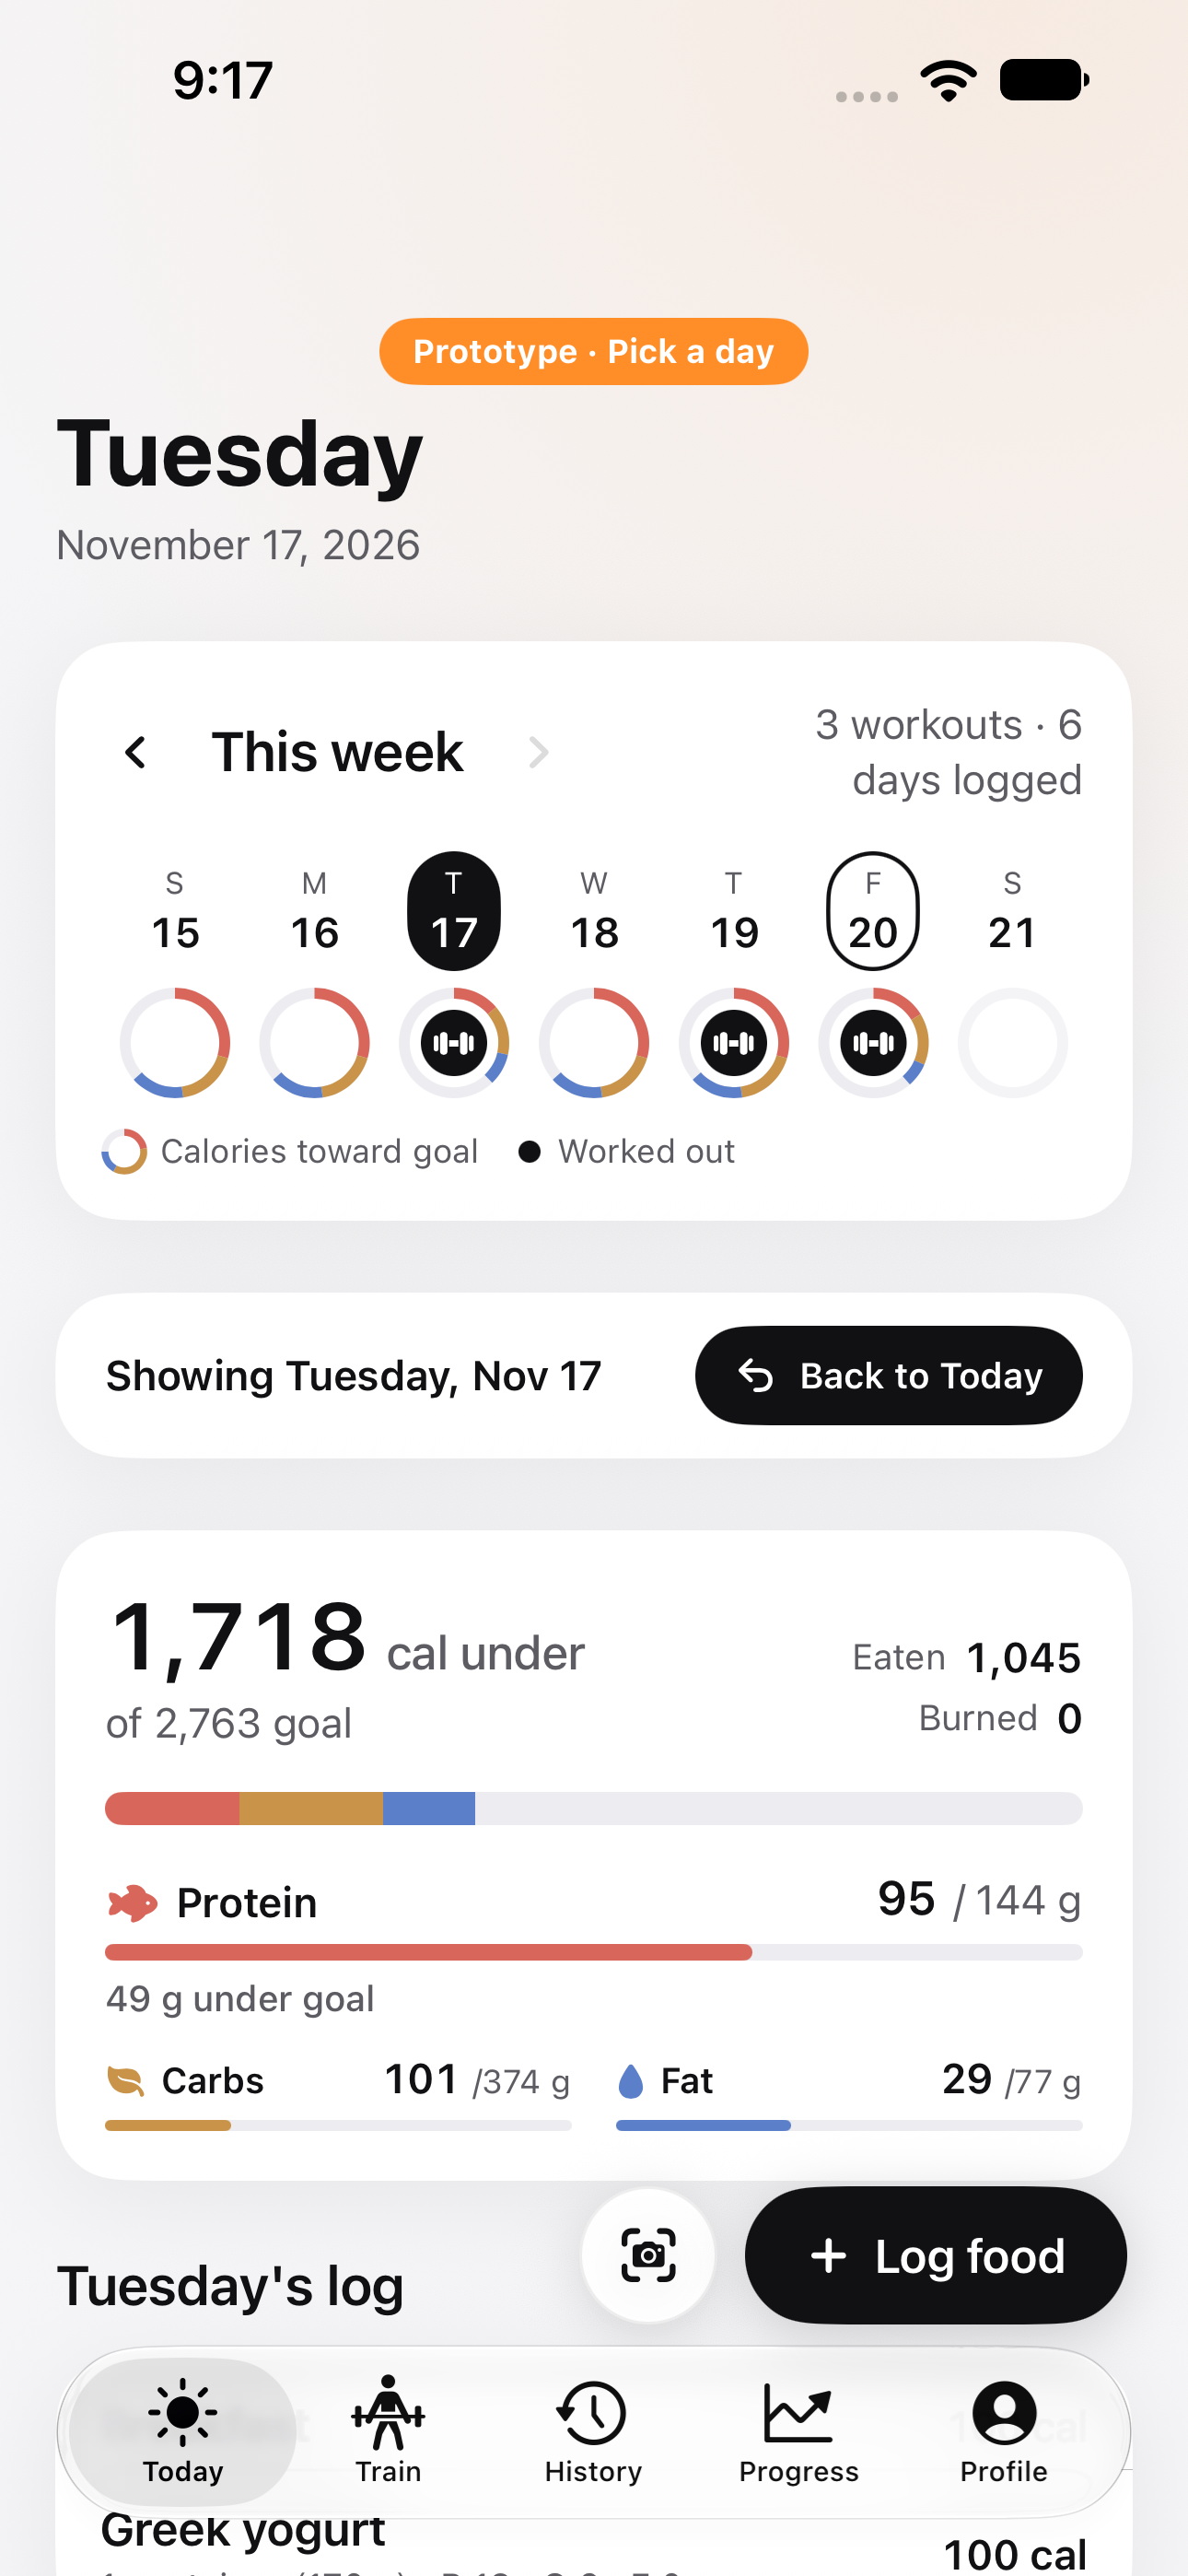 9:17
Prototype · Pick a day
Tuesday
November 17, 2026
This week
3 workouts · 6
days logged
S M T W T F S
15 16 17 18 19 20 21
Calories toward goal Worked out
Showing Tuesday, Nov 17
Back to Today
1,718 cal under
of 2,763 goal
Eaten 1,045
Burned 0
Protein 95 / 144 g
49 g under goal
Carbs 101 /374 g
Fat 29 /77 g
Tuesday's log
+ Log food
Today Train History Progress Profile
Greek yogurt
100 cal